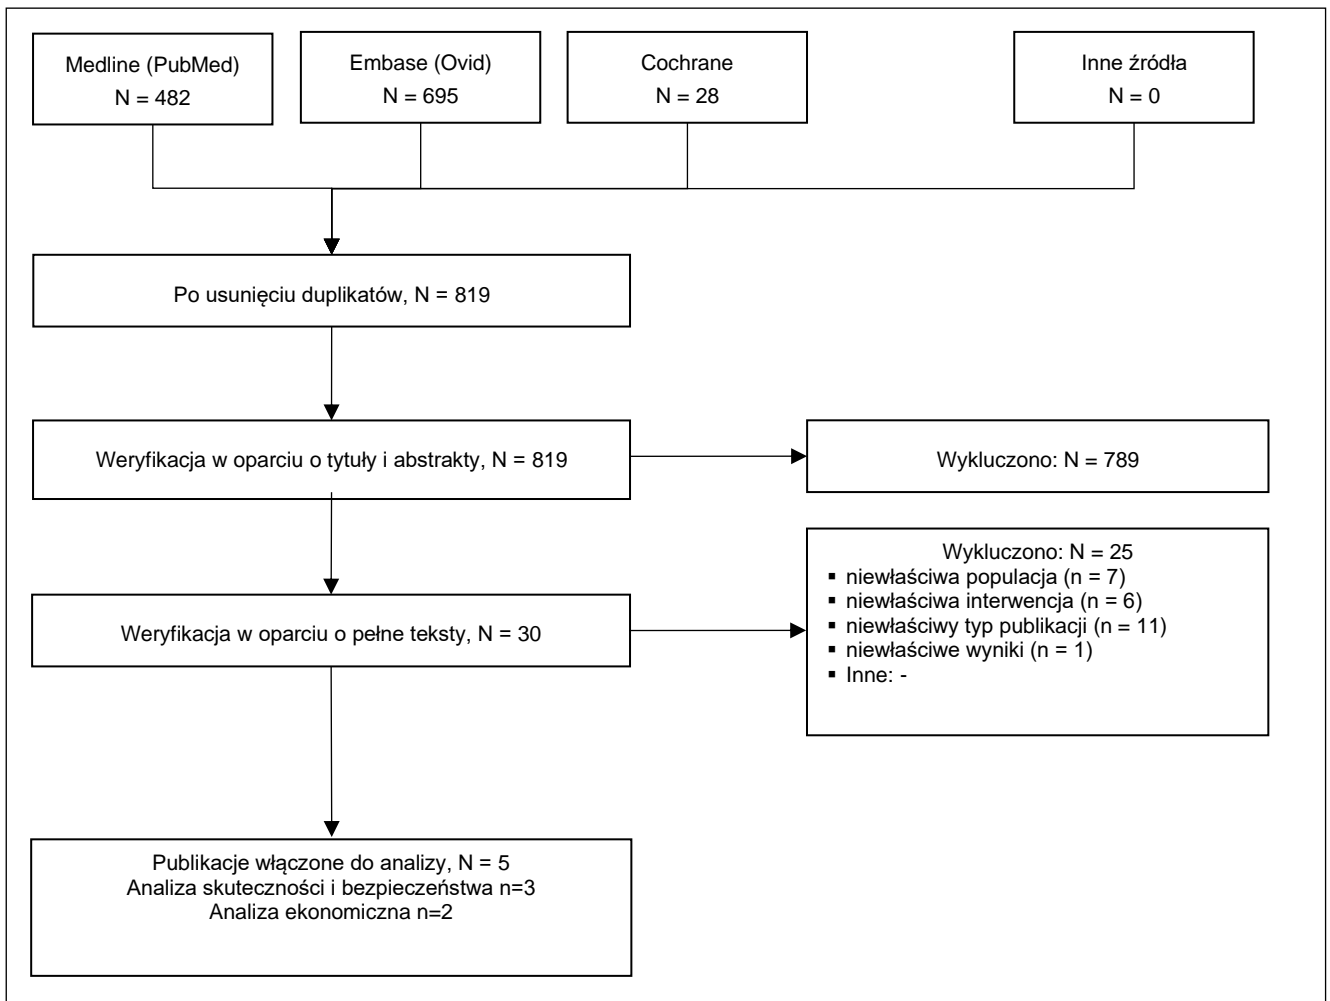 Medline (PubMed)
N = 482
Embase (Ovid)
N = 695
Cochrane
N = 28
Inne źródła
N = 0
Po usunięciu duplikatów, N = 819
Weryfikacja w oparciu o tytuły i abstrakty, N = 819
Wykluczono: N = 789
Weryfikacja w oparciu o pełne teksty, N = 30
Wykluczono: N = 25
▪ niewłaściwa populacja (n = 7)
▪ niewłaściwa interwencja (n = 6)
▪ niewłaściwy typ publikacji (n = 11)
▪ niewłaściwe wyniki (n = 1)
▪ Inne: -
Publikacje włączone do analizy, N = 5
Analiza skuteczności i bezpieczeństwa n=3
Analiza ekonomiczna n=2